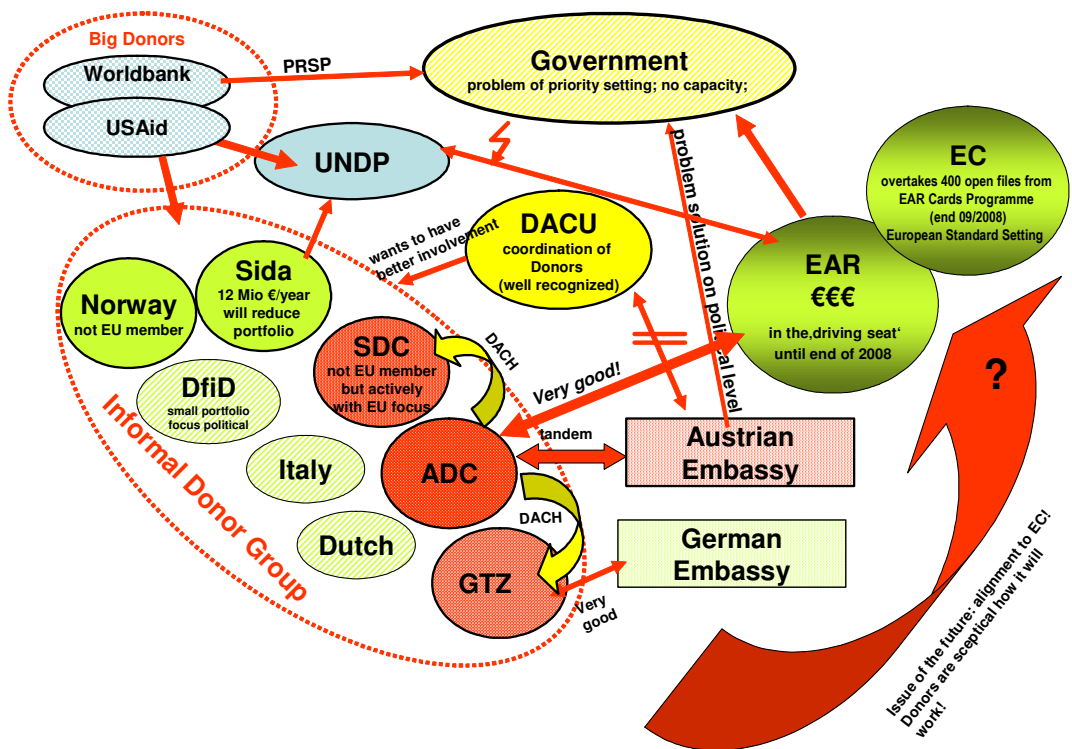 Big Donors
Worldbank
USAid
PRSP
Government
problem of priority setting; no capacity;
UNDP
EC
overtakes 400 open files from
EAR Cards Programme
(end 09/2008)
European Standard Setting
DACU
coordination of
Donors
(well recognized)
wants to have
better involvement
problem solution on political level
EAR
€€€
in the‚driving seat‘
until end of 2008
Norway
not EU member
Sida
12 Mio €/year
will reduce
portfolio
SDC
not EU member
but actively
with EU focus
DACH
DfiD
small portfolio
focus political
Very good!
?
Informal Donor Group
Italy
ADC
tandem
Austrian
Embassy
Dutch
DACH
GTZ
Very
good
German
Embassy
Issue of the future: alignment to EC!
Donors are sceptical how it will
work!